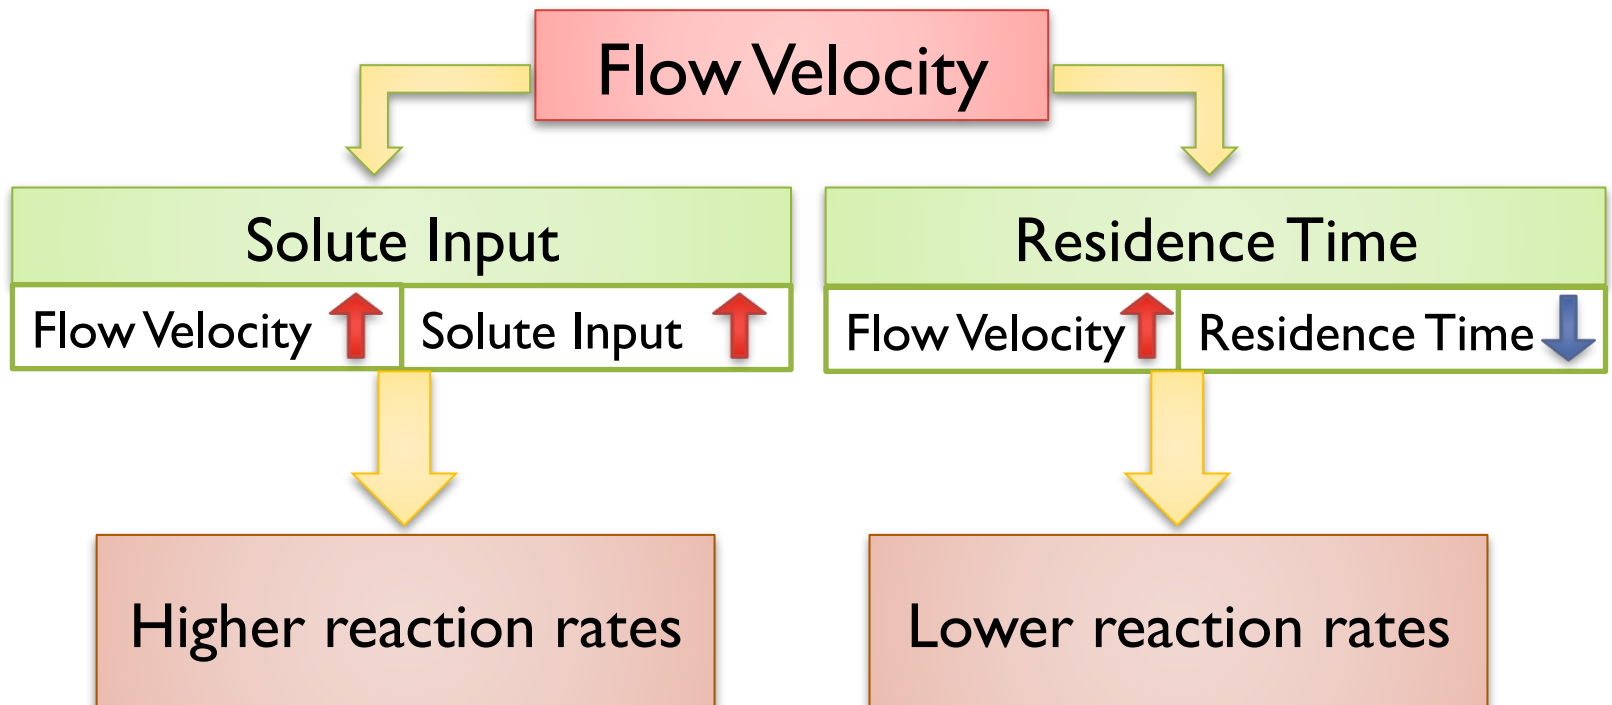 Flow Velocity
Solute Input
Residence Time
Flow Velocity
Solute Input
Flow Velocity
Residence Time
Higher reaction rates
Lower reaction rates